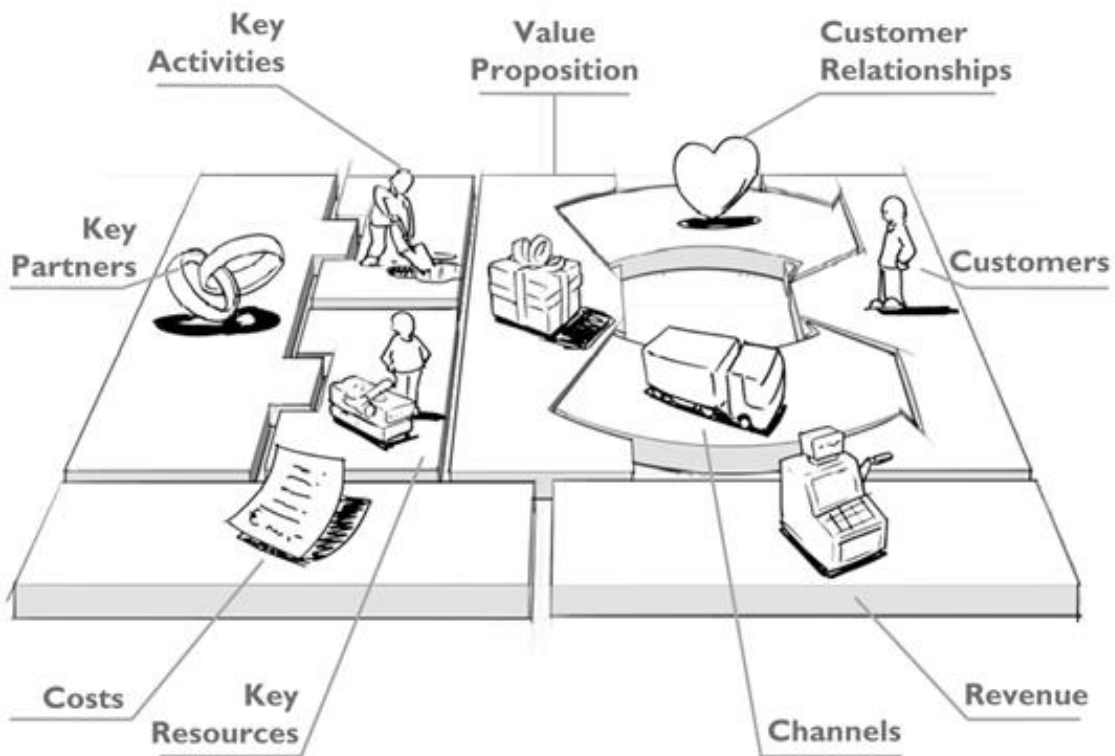 Key
Activities
Value
Proposition
Customer
Relationships
Key
Partners
Customers
Costs
Key
Resources
Channels
Revenue